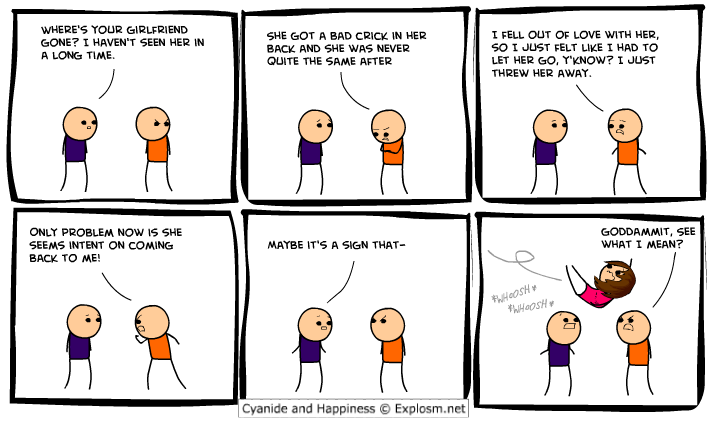 WHERE'S YOUR GIRLFRIEND
GONE? I HAVEN'T SEEN HER IN
A LONG TIME.
SHE GOT A BAD CRICK IN HER
BACK AND SHE WAS NEVER
QUITE THE SAME AFTER
I FELL OUT OF LOVE WITH HER,
SO I JUST FELT LIKE I HAD TO
LET HER GO, Y'KNOW? I JUST
THREW HER AWAY.
ONLY PROBLEM NOW IS SHE
SEEMS INTENT ON COMING
BACK TO ME!
MAYBE IT'S A SIGN THAT-
GODDAMMIT, SEE
WHAT I MEAN?
*WHOOSH*
*WHOOSH*
Cyanide and Happiness © Explosm.net